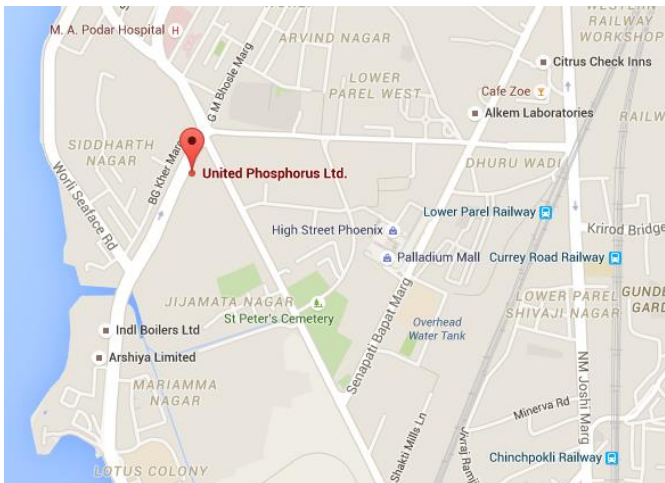 WESTERN
RAILWAY
WORKSHOP
M. A. Podar Hospital
ARVIND NAGAR
G M Bhosle Marg
LOWER
PAREL WEST
Citrus Check Inns
Cafe Zoe
Alkem Laboratories
RAILW
SIDDHARTH
NAGAR
BG Kher Marg
United Phosphorus Ltd.
DHURU WADI
Worli Seaface Rd
Lower Parel Railway
High Street Phoenix
Krirod Bridge
Palladium Mall
Currey Road Railway
JIJAMATA NAGAR
St Peter's Cemetery
Senapati Bapat Marg
LOWER PAREL
SHIVAJI NAGAR
GUNDE
GARD
Indl Boilers Ltd
Overhead
Water Tank
Arshiya Limited
NM Joshi Marg
MARIAMMA
NAGAR
Minerva Rd
Shakti Mills Ln
LOTUS COLONY
Chinchpokli Railway